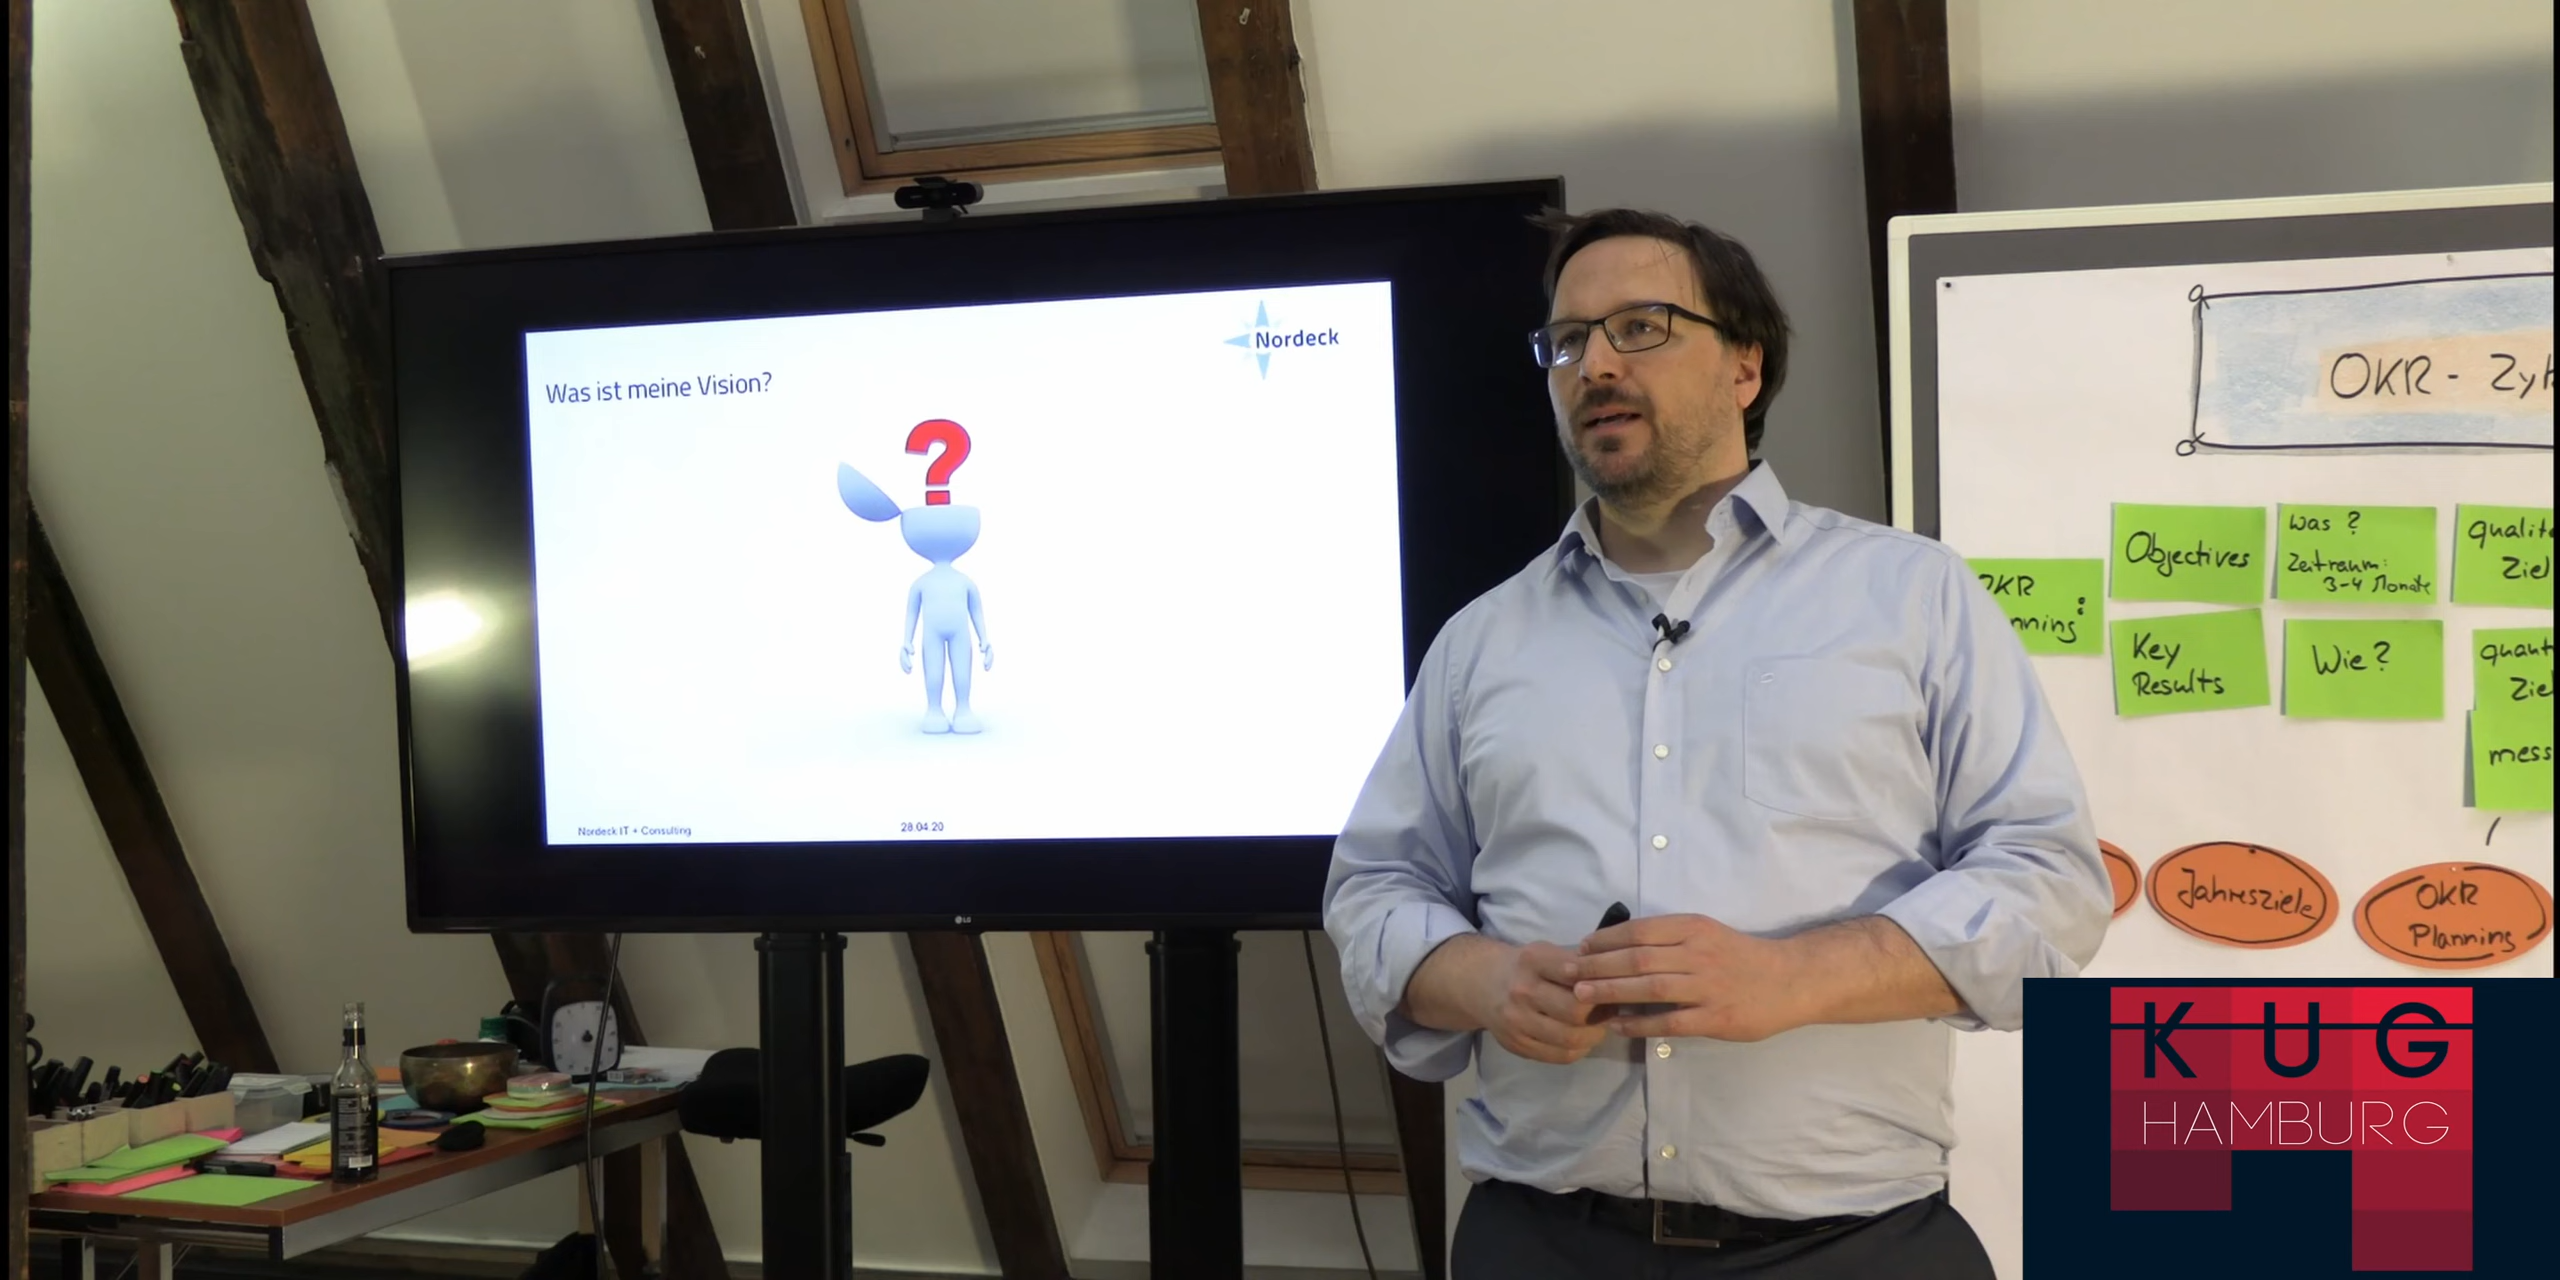 Nordeck
Was ist meine Vision?
?
Nordeck IT + Consulting
28.04.20
LG
OKR -
Objectives
Was ?
Zeitraum:
3-4 Monate
Ziel
Key
Results
Wie?
Jahresziele
OKR
Planning
KUG
HAMBURG